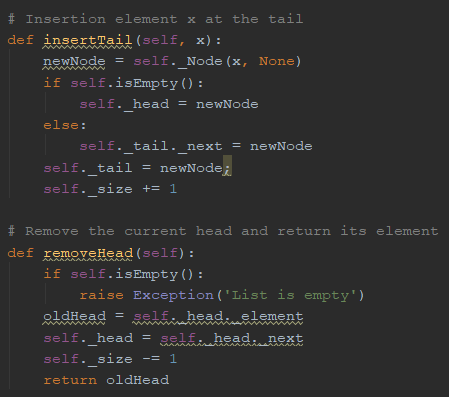 # Insertion element x at the tail
def insertTail(self, x):
    newNode = self._Node(x, None)
    if self.isEmpty():
        self._head = newNode
    else:
        self._tail._next = newNode
    self._tail = newNode;
    self._size += 1

# Remove the current head and return its element
def removeHead(self):
    if self.isEmpty():
        raise Exception('List is empty')
    oldHead = self._head._element
    self._head = self._head._next
    self._size -= 1
    return oldHead